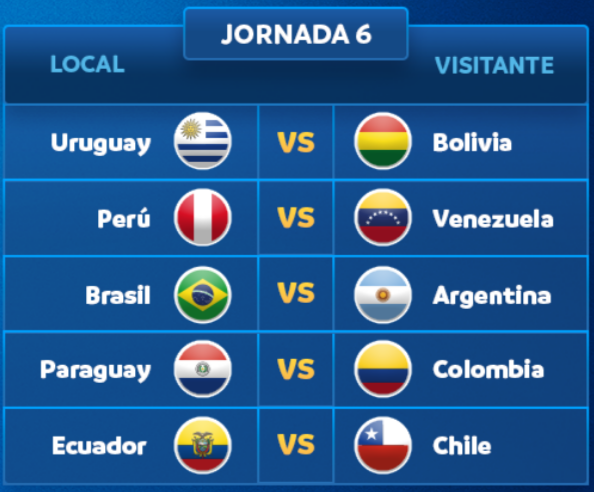 JORNADA 6
LOCAL VISITANTE
Uruguay VS Bolivia
Perú VS Venezuela
Brasil VS Argentina
Paraguay VS Colombia
Ecuador VS Chile